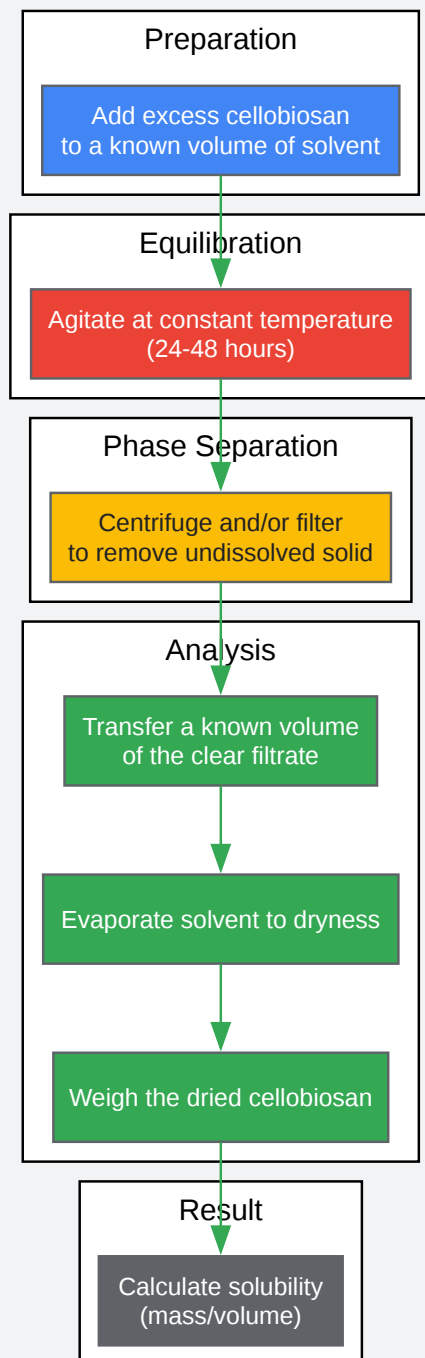 Preparation
Add excess cellobiosan
to a known volume of solvent
Equilibration
Agitate at constant temperature
(24-48 hours)
Phase Separation
Centrifuge and/or filter
to remove undissolved solid
Analysis
Transfer a known volume
of the clear filtrate
Evaporate solvent to dryness
Weigh the dried cellobiosan
Result
Calculate solubility
(mass/volume)